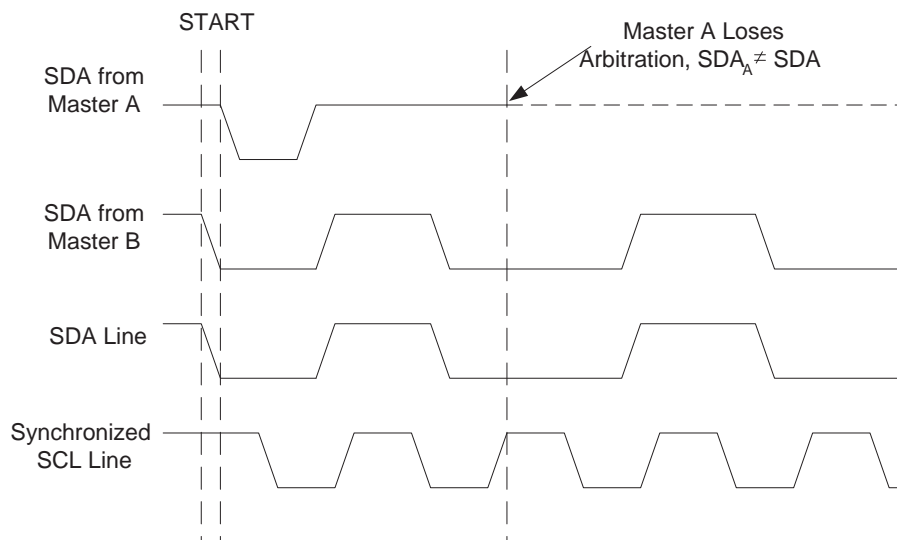 START
Master A Loses
Arbitration, SDA_A ≠ SDA
SDA from
Master A
SDA from
Master B
SDA Line
Synchronized
SCL Line